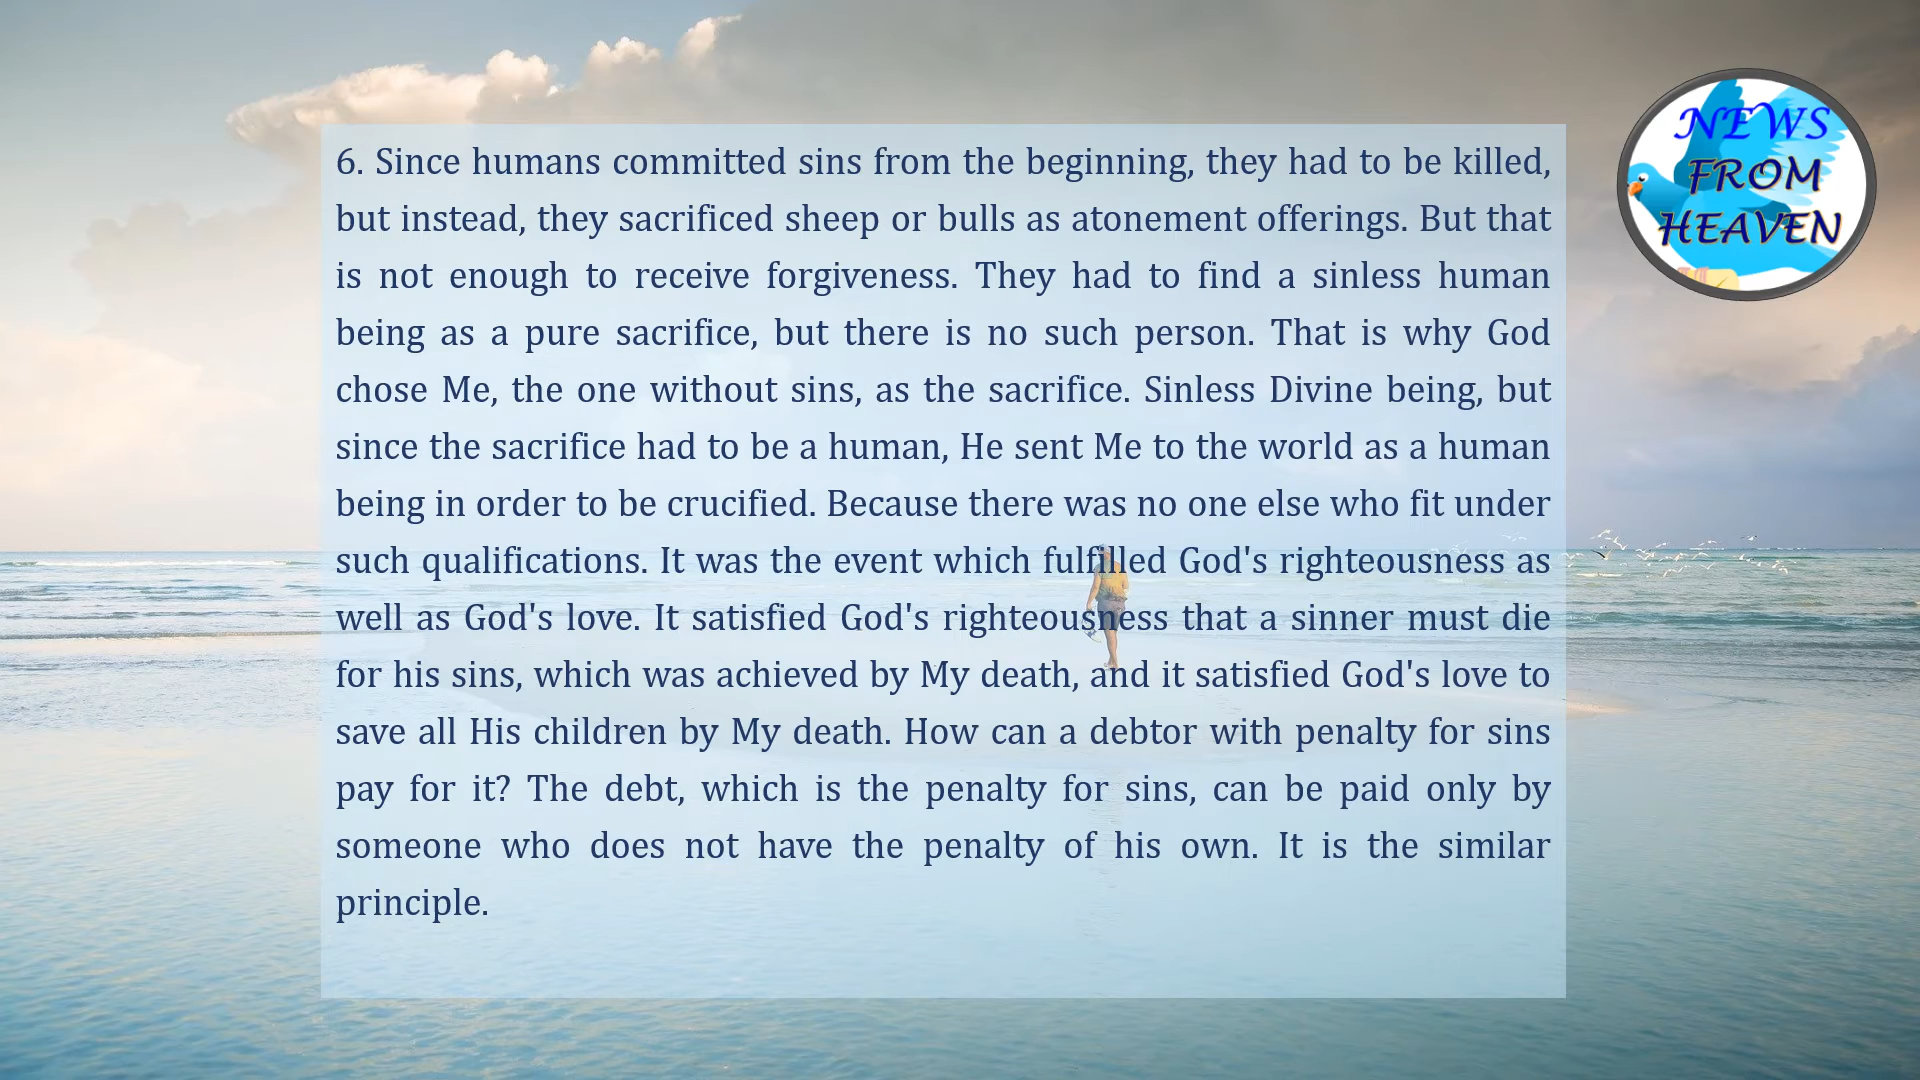 6. Since humans committed sins from the beginning, they had to be killed,
but instead, they sacrificed sheep or bulls as atonement offerings. But that
is not enough to receive forgiveness. They had to find a sinless human
being as a pure sacrifice, but there is no such person. That is why God
chose Me, the one without sins, as the sacrifice. Sinless Divine being, but
since the sacrifice had to be a human, He sent Me to the world as a human
being in order to be crucified. Because there was no one else who fit under
such qualifications. It was the event which fulfilled God's righteousness as
well as God's love. It satisfied God's righteousness that a sinner must die
for his sins, which was achieved by My death, and it satisfied God's love to
save all His children by My death. How can a debtor with penalty for sins
pay for it? The debt, which is the penalty for sins, can be paid only by
someone who does not have the penalty of his own. It is the similar
principle.
NEWS
FROM
HEAVEN